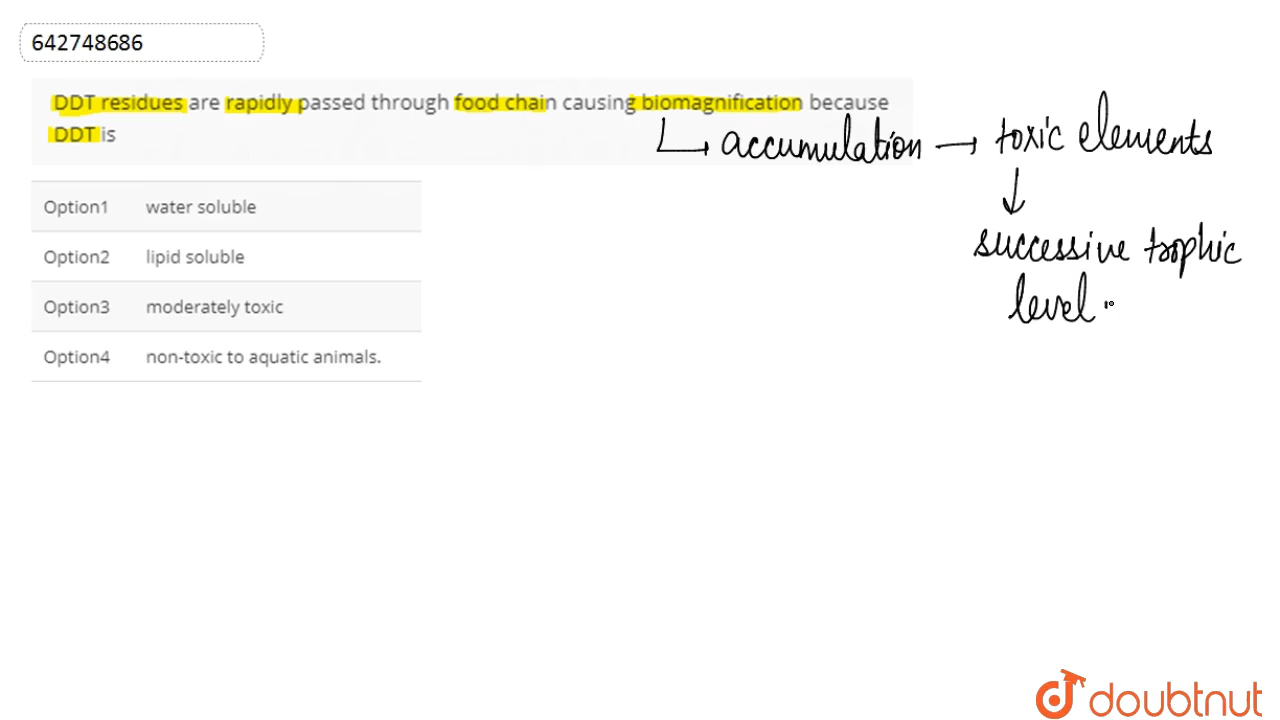 642748686
DDT residues are rapidly passed through food chain causing biomagnification because
DDT is
accumulation → toxic elements
↓
successive trophic
level
Option1 water soluble
Option2 lipid soluble
Option3 moderately toxic
Option4 non-toxic to aquatic animals.
doubtnut